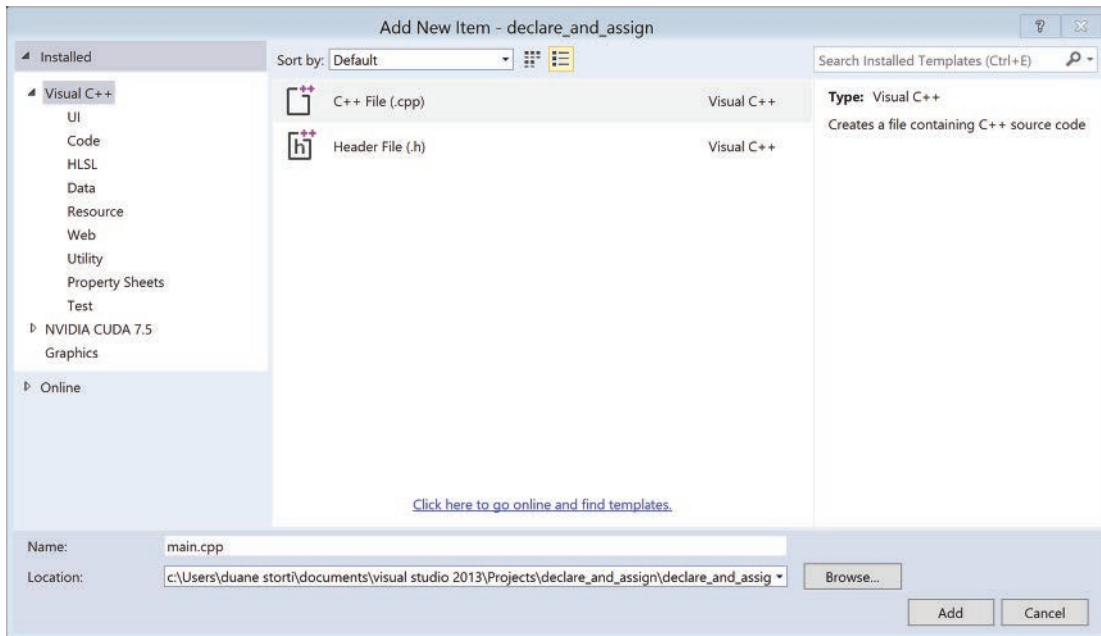 Add New Item - declare_and_assign
?
Installed
Visual C++
UI
Code
HLSL
Data
Resource
Web
Utility
Property Sheets
Test
NVIDIA CUDA 7.5
Graphics
Online
Sort by: Default
C++ File (.cpp) Visual C++
Header File (.h) Visual C++
Click here to go online and find templates.
Search Installed Templates (Ctrl+E)
Type: Visual C++
Creates a file containing C++ source code
Name: main.cpp
Location: c:\Users\duane storti\documents\visual studio 2013\Projects\declare_and_assign\declare_and_assig
Browse...
Add Cancel